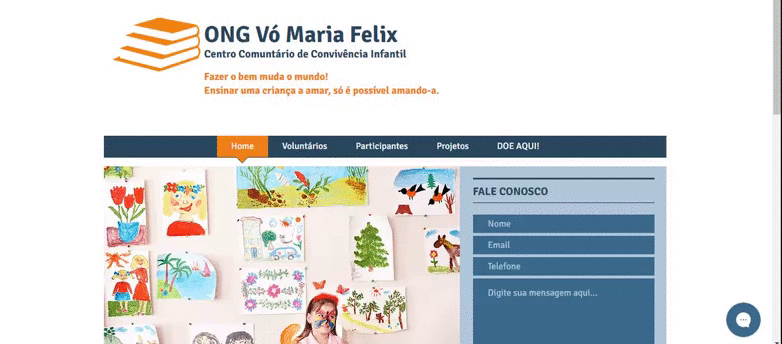 ONG Vó Maria Felix
Centro Comuntário de Convivência Infantil
Fazer o bem muda o mundo!
Ensinar uma criança a amar, só é possível amando-a.
Home Voluntários Participantes Projetos DOE AQUI!
FALE CONOSCO
Nome
Email
Telefone
Digite sua mensagem aqui...